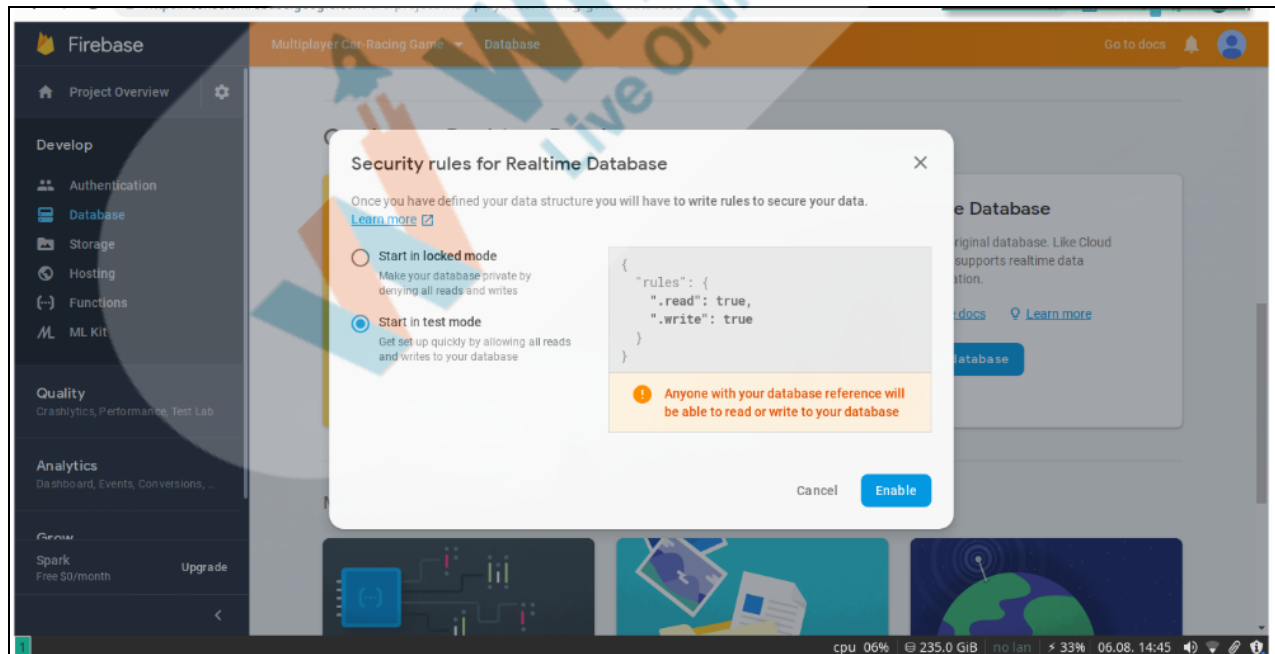 Firebase
Multiplayer Car-Racing Game Database
Go to docs
Project Overview
Develop
Authentication
Database
Storage
Hosting
Functions
ML Kit
Quality
Crashlytics, Performance, Test Lab
Analytics
Dashboard, Events, Conversions, ...
Grow
Spark
Free $0/month
Upgrade
Live
Security rules for Realtime Database
Once you have defined your data structure you will have to write rules to secure your data.
Learn more
Start in locked mode
Make your database private by
denying all reads and writes
Start in test mode
Get set up quickly by allowing all reads
and writes to your database
{
"rules": {
".read": true,
".write": true
}
}
Anyone with your database reference will
be able to read or write to your database
Cancel
Enable
e Database
riginal database. Like Cloud
supports realtime data
ation.
docs
Learn more
database
1
cpu 06% 235.0 GiB no lan 33% 06.08. 14:45